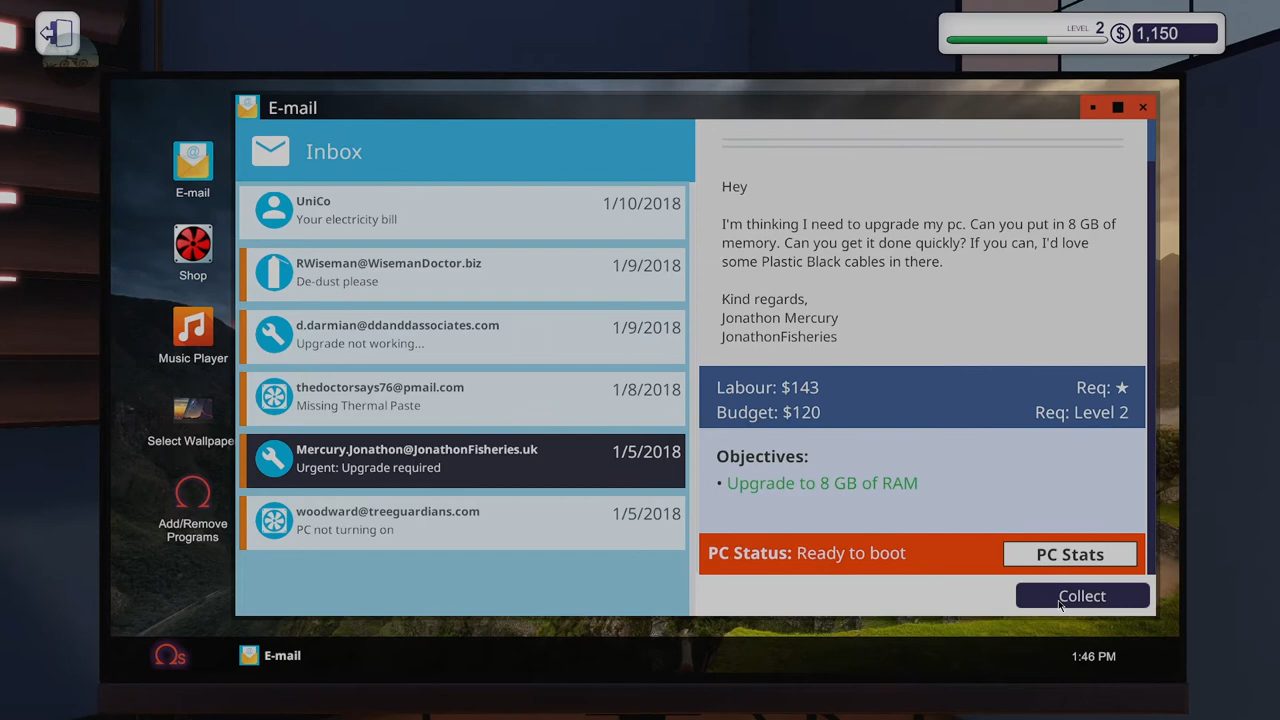 LEVEL 2
$ 1,150
E-mail
Inbox
UniCo
Your electricity bill
1/10/2018
RWiseman@WisemanDoctor.biz
De-dust please
1/9/2018
d.darmian@ddanddassociates.com
Upgrade not working...
1/9/2018
thedoctorsays76@pmail.com
Missing Thermal Paste
1/8/2018
Mercury.Jonathon@JonathonFisheries.uk
Urgent: Upgrade required
1/5/2018
woodward@treeguardians.com
PC not turning on
1/5/2018
Hey
I'm thinking I need to upgrade my pc. Can you put in 8 GB of
memory. Can you get it done quickly? If you can, I'd love
some Plastic Black cables in there.
Kind regards,
Jonathon Mercury
JonathonFisheries
Labour: $143
Req: ★
Budget: $120
Req: Level 2
Objectives:
• Upgrade to 8 GB of RAM
PC Status: Ready to boot
PC Stats
Collect
E-mail
Shop
Music Player
Select Wallpape
Add/Remove
Programs
Ωs
E-mail
1:46 PM